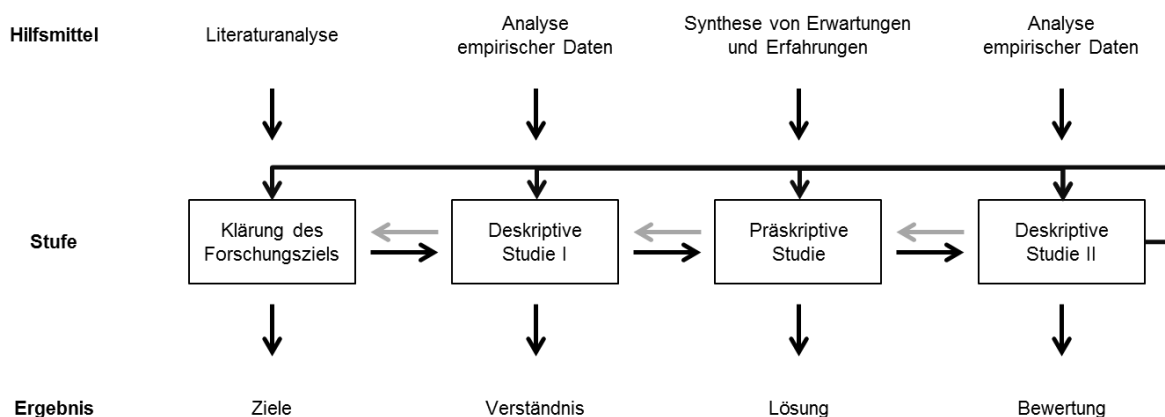 Hilfsmittel
Literaturanalyse
Analyse
empirischer Daten
Synthese von Erwartungen
und Erfahrungen
Analyse
empirischer Daten
Stufe
Klärung des
Forschungsziels
Deskriptive
Studie I
Präskriptive
Studie
Deskriptive
Studie II
Ergebnis
Ziele
Verständnis
Lösung
Bewertung